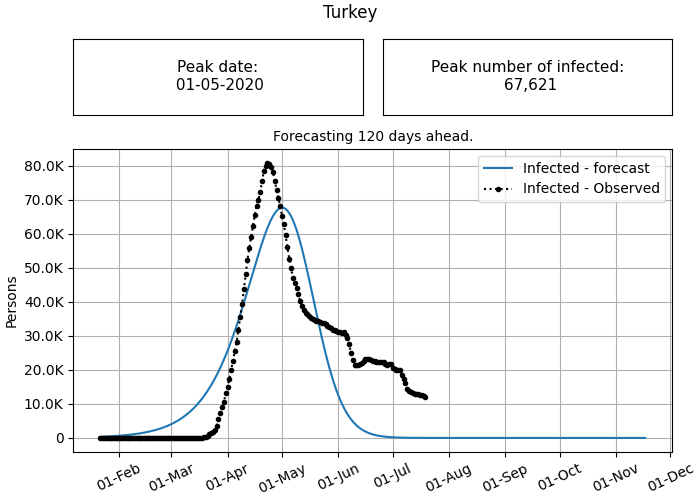 Turkey
Peak date:
01-05-2020
Peak number of infected:
67,621
Forecasting 120 days ahead.
Infected - forecast
Infected - Observed
Persons
80.0K
70.0K
60.0K
50.0K
40.0K
30.0K
20.0K
10.0K
0
01-Feb
01-Mar
01-Apr
01-May
01-Jun
01-Jul
01-Aug
01-Sep
01-Oct
01-Nov
01-Dec